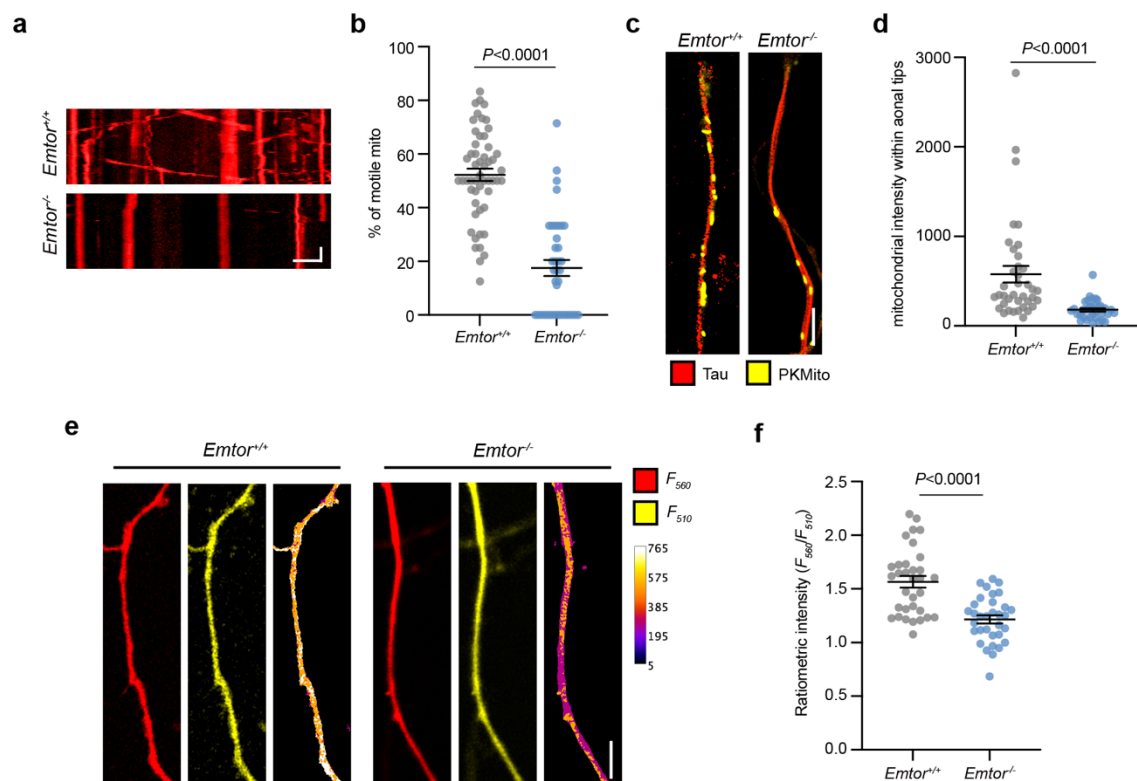 a
Emtor+/+
Emtor-/-
b
P<0.0001
100
80
60
40
20
0
% of motile mito
Emtor+/+
Emtor-/-
c
Emtor+/+
Emtor-/-
Tau
PKMito
d
P<0.0001
3000
2000
1000
0
mitochondrial intensity within aonal tips
Emtor+/+
Emtor-/-
e
Emtor+/+
Emtor-/-
F560
F510
765
575
385
195
5
f
P<0.0001
2.5
2.0
1.5
1.0
0.5
0.0
Ratiometric intensity (F560/F510)
Emtor+/+
Emtor-/-